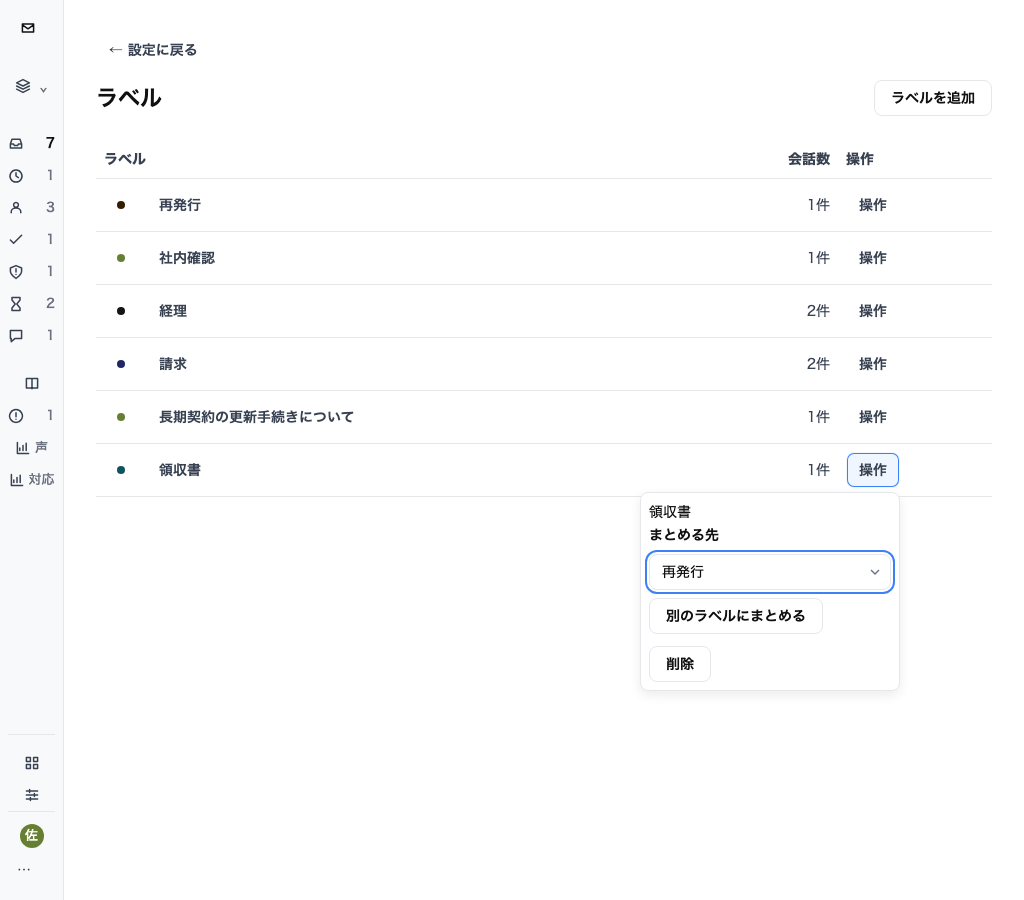 ← 設定に戻る
ラベル
ラベルを追加
ラベル 会話数 操作
再発行 1件 操作
社内確認 1件 操作
経理 2件 操作
請求 2件 操作
長期契約の更新手続きについて 1件 操作
領収書 1件 操作
領収書
まとめる先
再発行
別のラベルにまとめる
削除
7
1
3
1
1
2
1
1
声
対応
佐
…